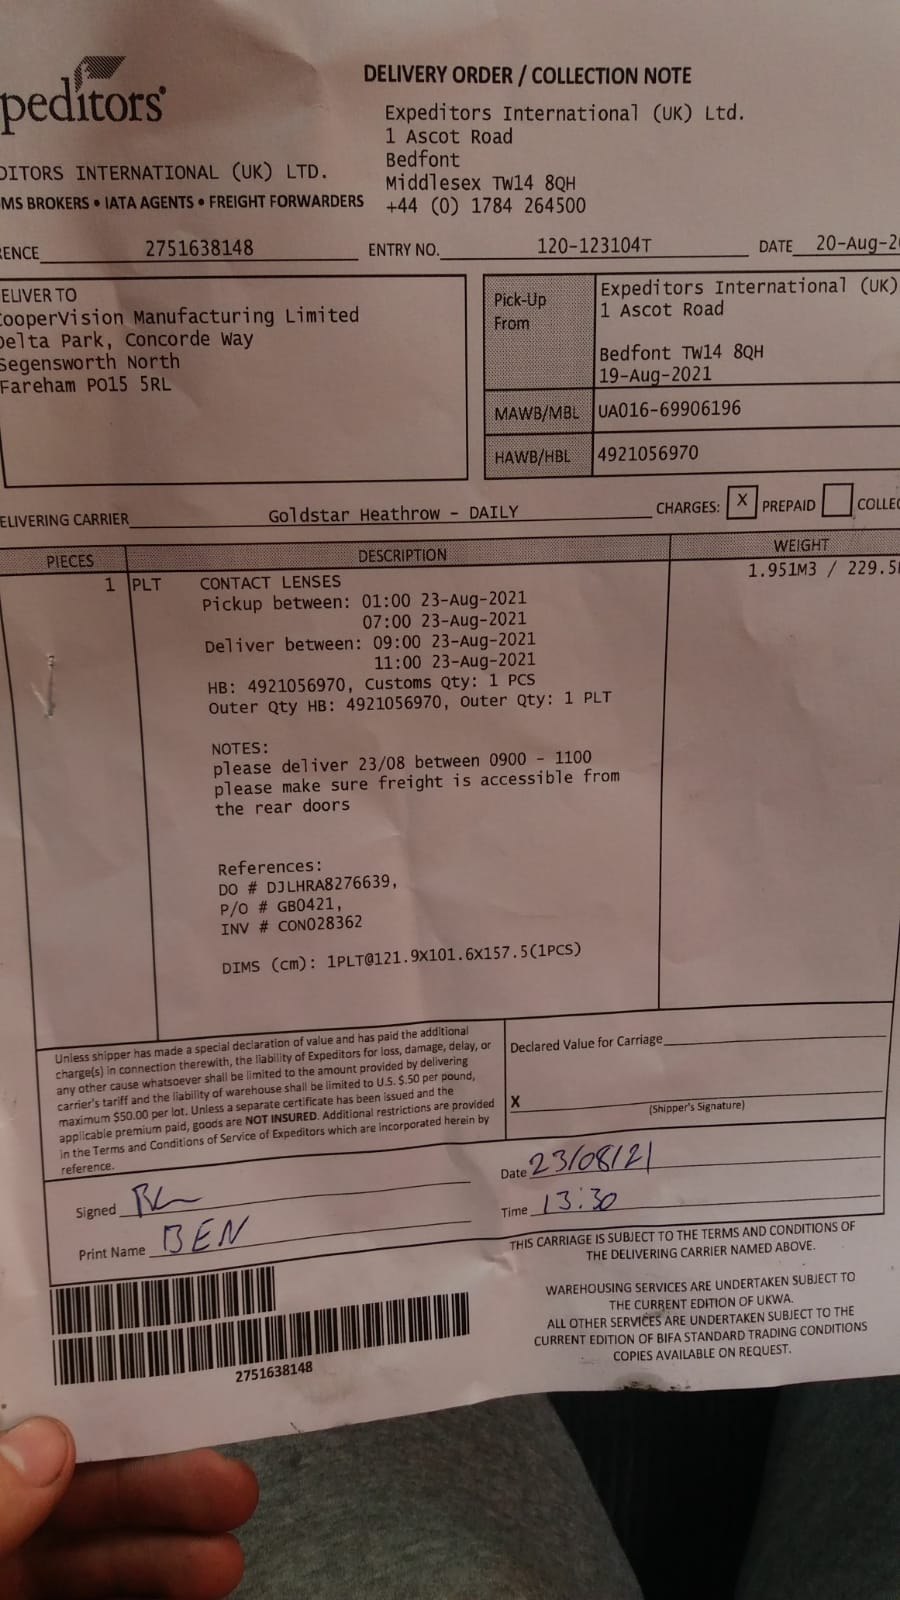 peditors®
DELIVERY ORDER / COLLECTION NOTE
Expeditors International (UK) Ltd.
1 Ascot Road
Bedfont
Middlesex TW14 8QH
+44 (0) 1784 264500
DITORS INTERNATIONAL (UK) LTD.
MS BROKERS • IATA AGENTS • FREIGHT FORWARDERS
RENCE 2751638148 ENTRY NO. 120-123104T DATE 20-Aug-2
ELIVER TO
CooperVision Manufacturing Limited
Delta Park, Concorde Way
Segensworth North
Fareham PO15 5RL
Pick-Up From
Expeditors International (UK)
1 Ascot Road
Bedfont TW14 8QH
19-Aug-2021
MAWB/MBL UA016-69906196
HAWB/HBL 4921056970
ELIVERING CARRIER Goldstar Heathrow - DAILY CHARGES: X PREPAID COLLEC
PIECES DESCRIPTION WEIGHT
1 PLT CONTACT LENSES 1.951M3 / 229.5
Pickup between: 01:00 23-Aug-2021
07:00 23-Aug-2021
Deliver between: 09:00 23-Aug-2021
11:00 23-Aug-2021
HB: 4921056970, Customs Qty: 1 PCS
Outer Qty HB: 4921056970, Outer Qty: 1 PLT
NOTES:
please deliver 23/08 between 0900 - 1100
please make sure freight is accessible from
the rear doors
References:
DO # DJLHRA8276639,
P/O # GB0421,
INV # CON028362
DIMS (cm): 1PLT@121.9X101.6X157.5(1PCS)
Unless shipper has made a special declaration of value and has paid the additional
charge(s) in connection therewith, the liability of Expeditors for loss, damage, delay, or
any other cause whatsoever shall be limited to the amount provided by delivering
carrier's tariff and the liability of warehouse shall be limited to U.S. $.50 per pound,
maximum $50.00 per lot. Unless a separate certificate has been issued and the
applicable premium paid, goods are NOT INSURED. Additional restrictions are provided
in the Terms and Conditions of Service of Expeditors which are incorporated herein by
reference.
Declared Value for Carriage
X
(Shipper's Signature)
Signed
Print Name BEN
Date 23/08/21
Time 13:30
THIS CARRIAGE IS SUBJECT TO THE TERMS AND CONDITIONS OF
THE DELIVERING CARRIER NAMED ABOVE.
WAREHOUSING SERVICES ARE UNDERTAKEN SUBJECT TO
THE CURRENT EDITION OF UKWA.
ALL OTHER SERVICES ARE UNDERTAKEN SUBJECT TO THE
CURRENT EDITION OF BIFA STANDARD TRADING CONDITIONS
COPIES AVAILABLE ON REQUEST.
2751638148